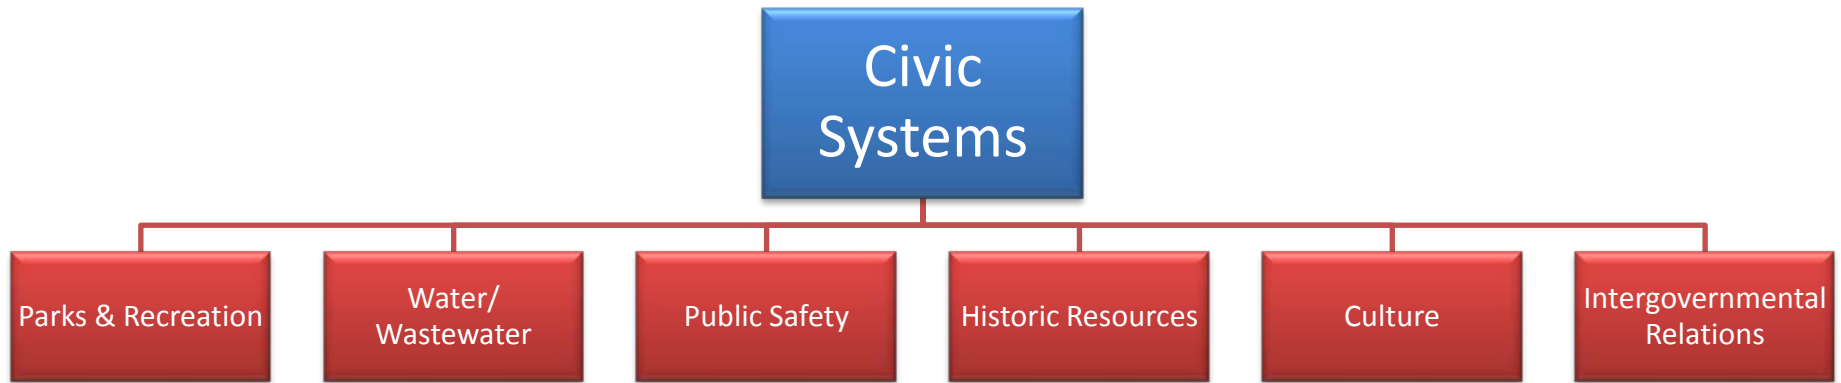 Civic
Systems
Parks & Recreation
Water/
Wastewater
Public Safety
Historic Resources
Culture
Intergovernmental
Relations